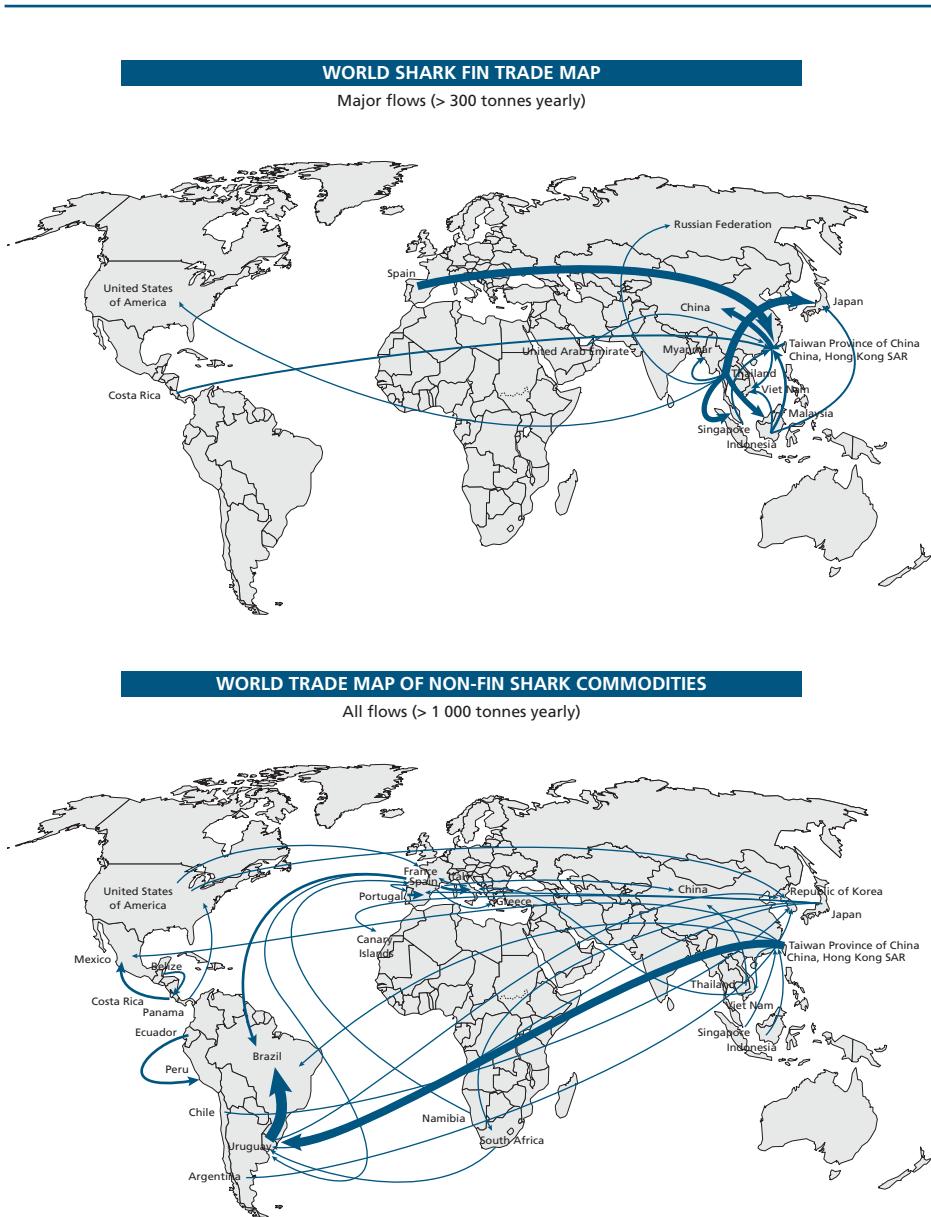 WORLD SHARK FIN TRADE MAP
Major flows (> 300 tonnes yearly)
Russian Federation
Spain
United States
of America
China
Japan
Taiwan Province of China
China, Hong Kong SAR
United Arab Emirate
Myanmar
Thailand
Viet Nam
Costa Rica
Malaysia
Singapore
Indonesia
WORLD TRADE MAP OF NON-FIN SHARK COMMODITIES
All flows (> 1 000 tonnes yearly)
France
Spain
Italy
United States
of America
Portugal
Greece
China
Republic of Korea
Japan
Canary
Islands
Taiwan Province of China
China, Hong Kong SAR
Mexico
Belize
Thailand
Costa Rica
Panama
Viet Nam
Ecuador
Singapore
Indonesia
Brazil
Peru
Chile
Namibia
South Africa
Uruguay
Argentina